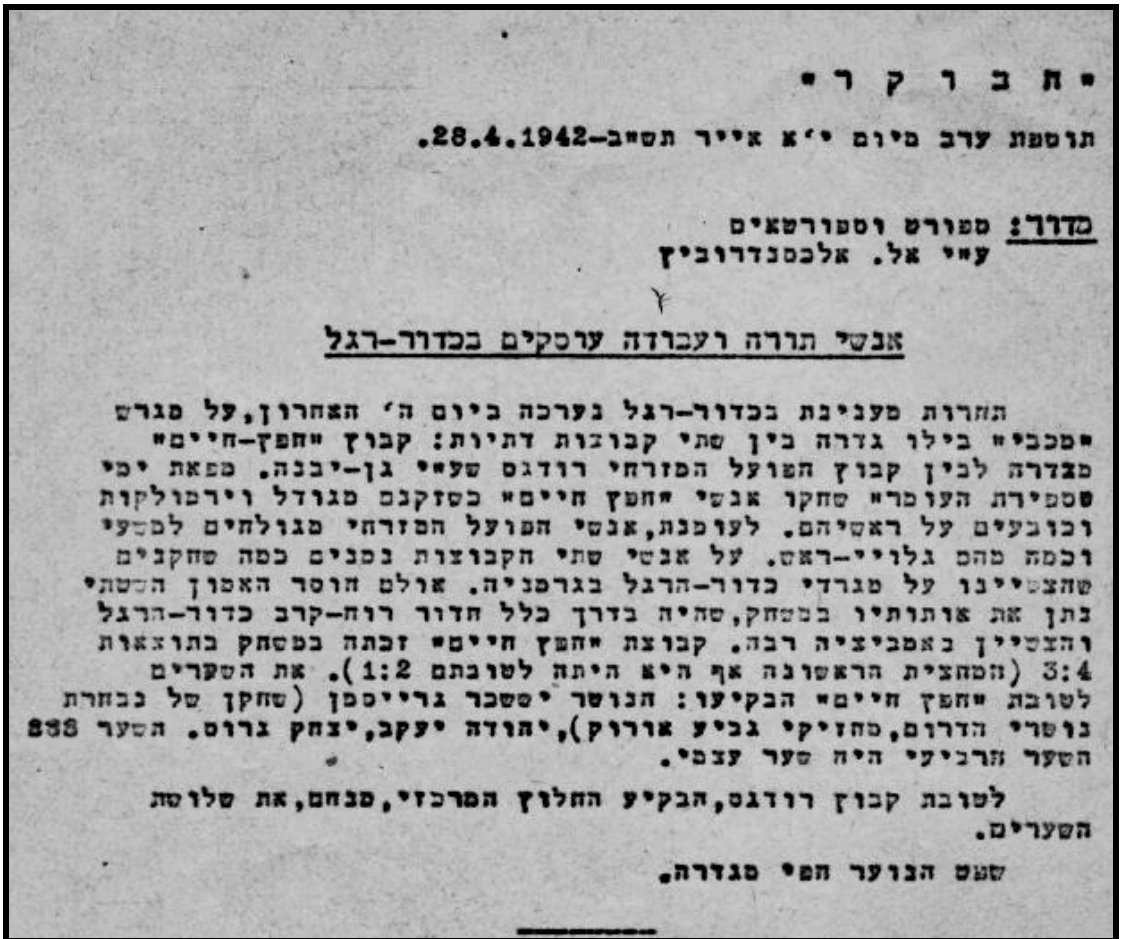 "ה ב ו ק ר"
תוספת ערב מיום י'א אייר תש"ב-28.4.1942.
מדור: ספורט וספורטאים
ע"י אל. אלכסנדרוביץ
אנשי תורה ועבודה עוסקים בכדור-רגל
תחרות מענינת בכדור-רגל נערכה ביום ה' האחרון,על מגרש
"מכבי" בילו גדרה בין שתי קבוצות דתיות: קבוץ "חפץ-חיים"
מגדרה לבין קבוץ הפועל המזרחי רודגס שע"י גן-יבנה. מפאת ימי
שספירת העומר" שחקו אנשי "חפץ חיים" כשזקנם מגודל וירמולקות
וכובעים על ראשיהם. לעומתם,אנשי הפועל המזרחי מגולחים למשעי
וכמה מהם גלויי-ראש. על אנשי שתי הקבוצות נמנים כמה שחקנים
שהצטיינו על מגרדי כדור-הרגל בגרמניה. אולם חוסר האמון השטתי
נתן את אותותיו במשחק,שהיה בדרך כלל חדור רוח-קרב כדור-הרגל
והצטיין באמביציה רבה. קבוצת "חפץ חיים" זכתה במשחק בתוצאות
3:4 (המחצית הראשונה אף היא היתה לטובתם 1:2). את השערים
לטובת "חפץ חיים" הבקיעו: הנוטר יששכר גרייסמן (שחקן של נבחרת
נוטרי הדרום,מחזיקי גביע אורוק),יהודה יעקב,יצחק גרוס. השער
השער הרביעי היה שער עצמי.
לטובת קבוץ רודגס,הבקיע החלוץ המרכזי,מנחם,את שלושת
השערים.
שפט הנוער חפי מגדרה.